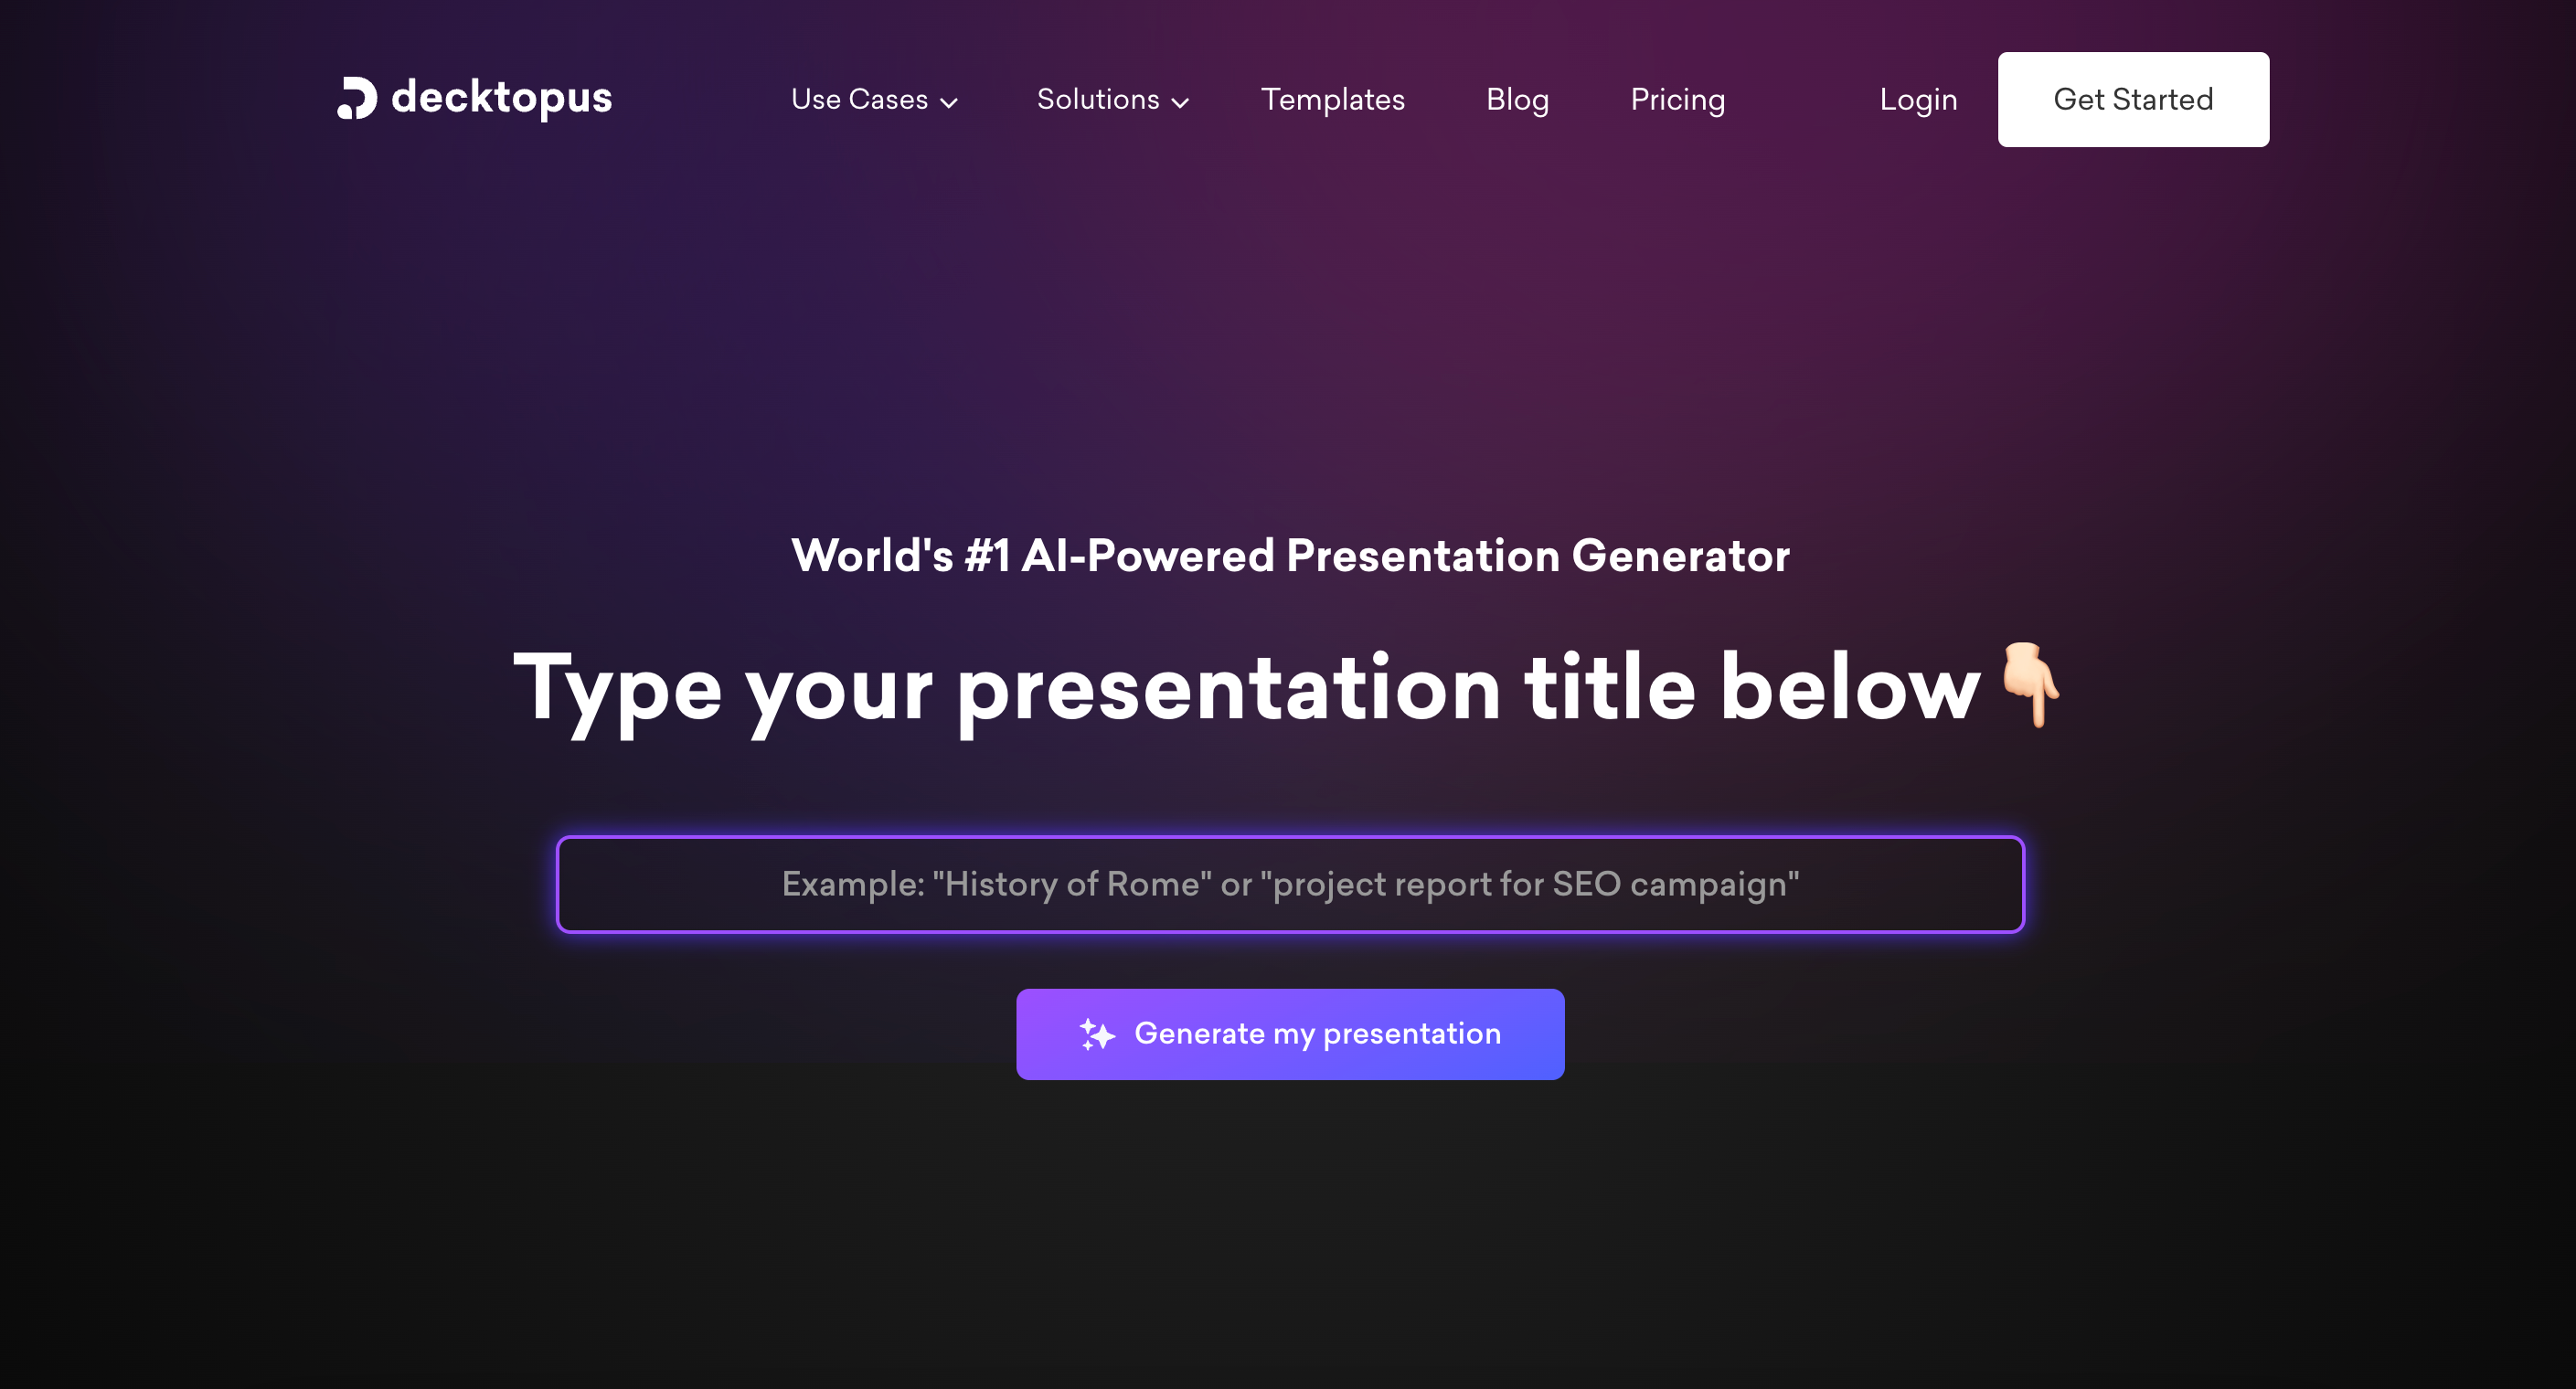 decktopus Use Cases Solutions Templates Blog Pricing Login Get Started
World's #1 AI-Powered Presentation Generator
Type your presentation title below👇🏻
Example: "History of Rome" or "project report for SEO campaign"
Generate my presentation